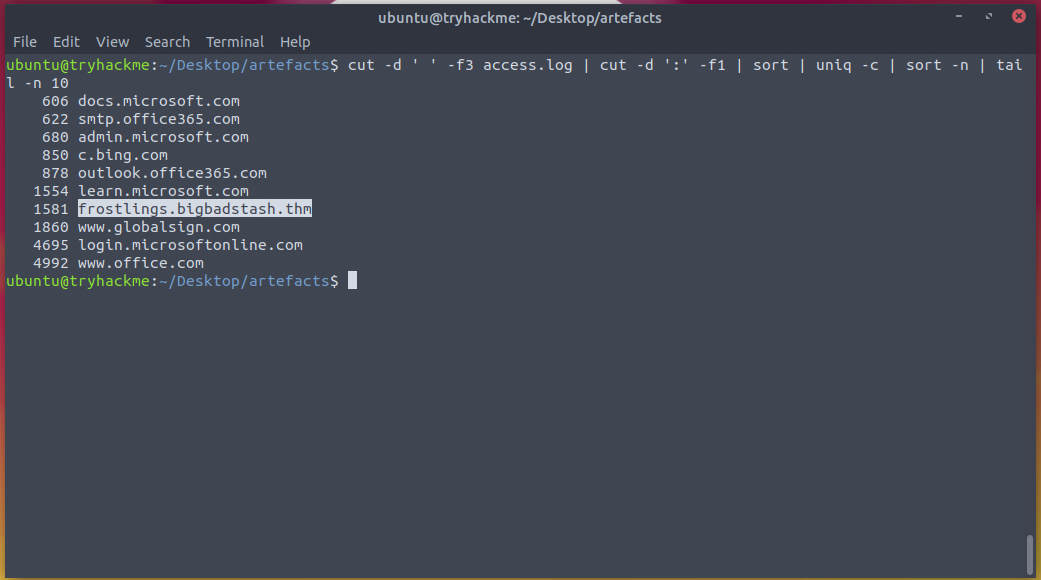 ubuntu@tryhackme: ~/Desktop/artefacts
File Edit View Search Terminal Help
ubuntu@tryhackme:~/Desktop/artefacts$ cut -d ' ' -f3 access.log | cut -d ':' -f1 | sort | uniq -c | sort -n | tai
l -n 10
606 docs.microsoft.com
622 smtp.office365.com
680 admin.microsoft.com
850 c.bing.com
878 outlook.office365.com
1554 learn.microsoft.com
1581 frostlings.bigbadstash.thm
1860 www.globalsign.com
4695 login.microsoftonline.com
4992 www.office.com
ubuntu@tryhackme:~/Desktop/artefacts$